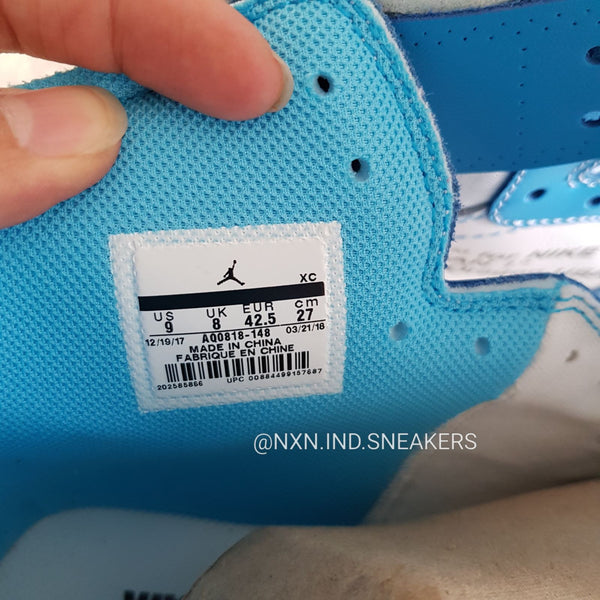 XC
US UK EUR cm
9 8 42.5 27
12/19/17 AQ0818-148 03/21/18
MADE IN CHINA
FABRIQUE EN CHINE
202585866 UPC 00884499157687
@NXN.IND.SNEAKERS